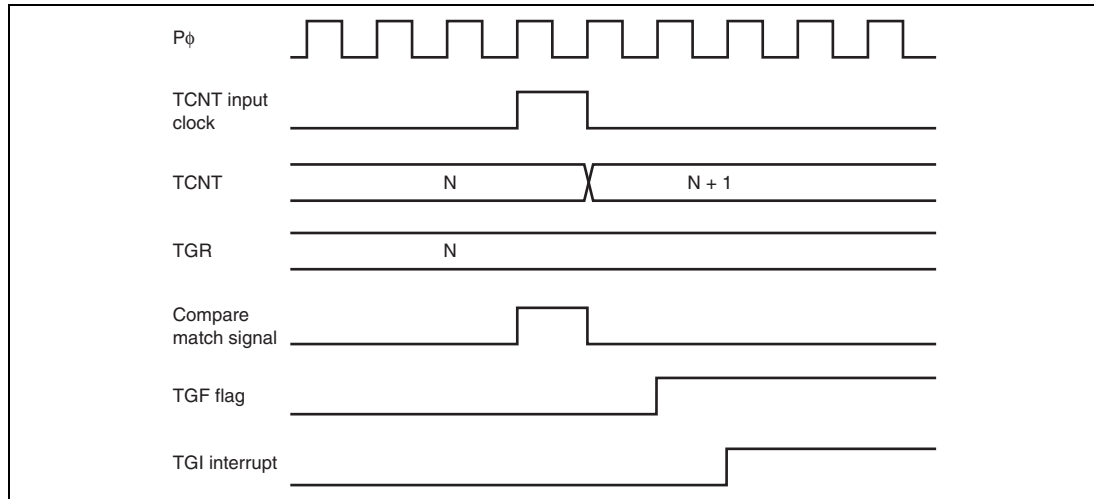 Pϕ
TCNT input
clock
TCNT
N
N + 1
TGR
N
Compare
match signal
TGF flag
TGI interrupt